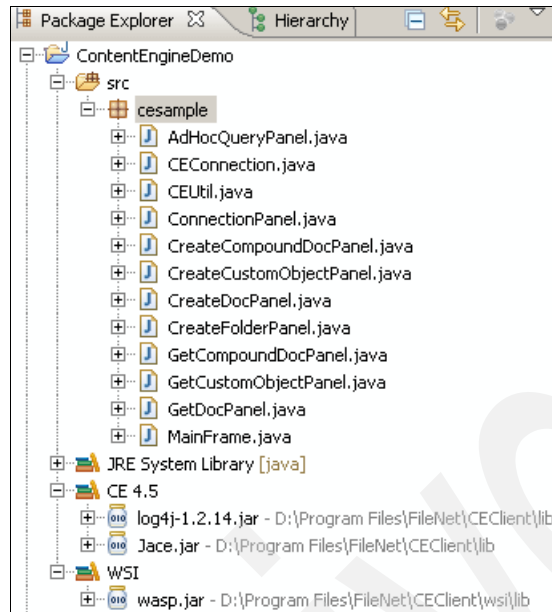 Package Explorer Hierarchy
ContentEngineDemo
src
cesample
AdHocQueryPanel.java
CEConnection.java
CEUtil.java
ConnectionPanel.java
CreateCompoundDocPanel.java
CreateCustomObjectPanel.java
CreateDocPanel.java
CreateFolderPanel.java
GetCompoundDocPanel.java
GetCustomObjectPanel.java
GetDocPanel.java
MainFrame.java
JRE System Library [java]
CE 4.5
log4j-1.2.14.jar - D:\Program Files\FileNet\CEClient\lib
Jace.jar - D:\Program Files\FileNet\CEClient\lib
WSI
wasp.jar - D:\Program Files\FileNet\CEClient\wsi\lib